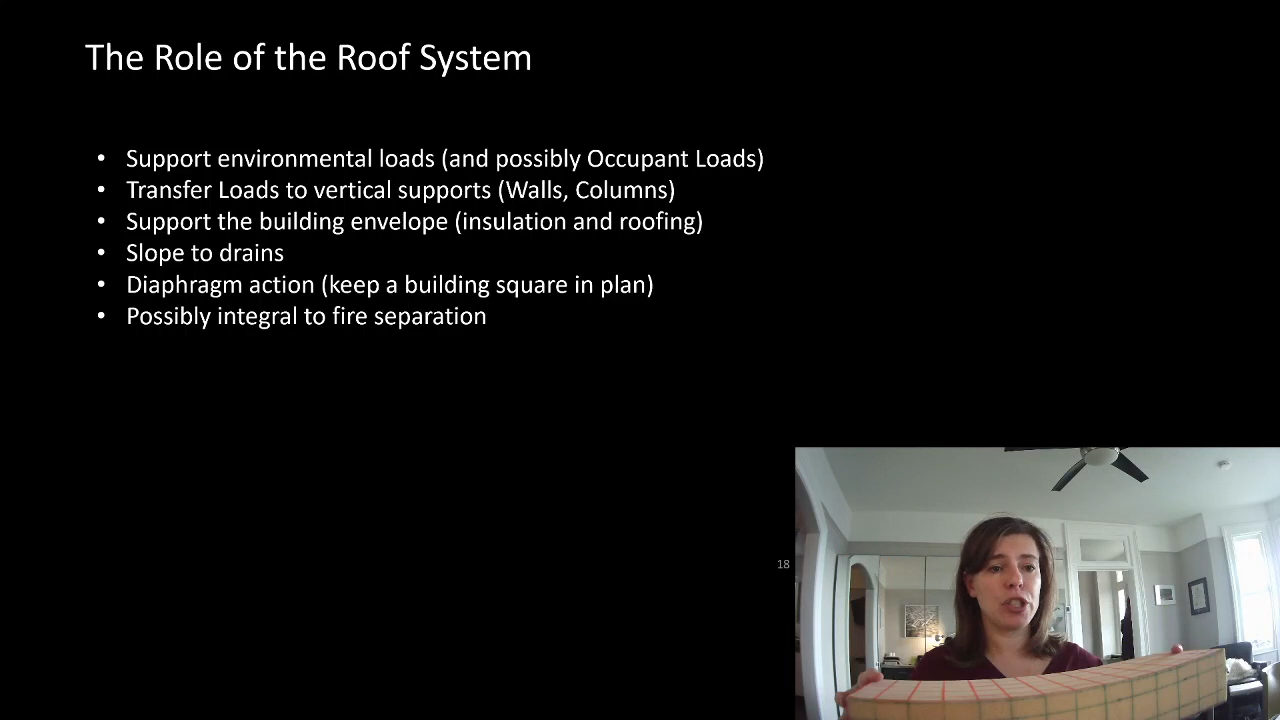 The Role of the Roof System
• Support environmental loads (and possibly Occupant Loads)
• Transfer Loads to vertical supports (Walls, Columns)
• Support the building envelope (insulation and roofing)
• Slope to drains
• Diaphragm action (keep a building square in plan)
• Possibly integral to fire separation
18